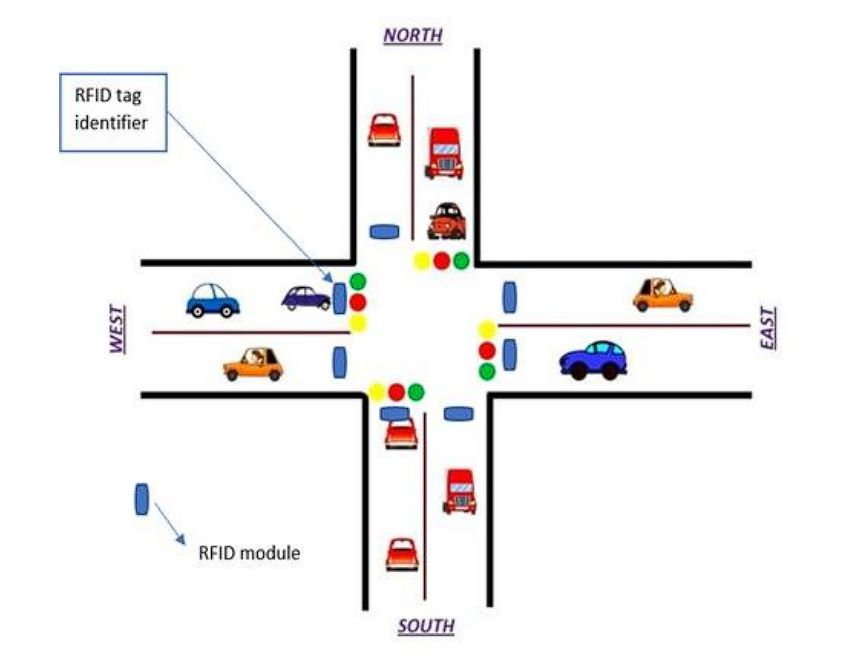 NORTH
RFID tag
identifier
WEST
EAST
RFID module
SOUTH